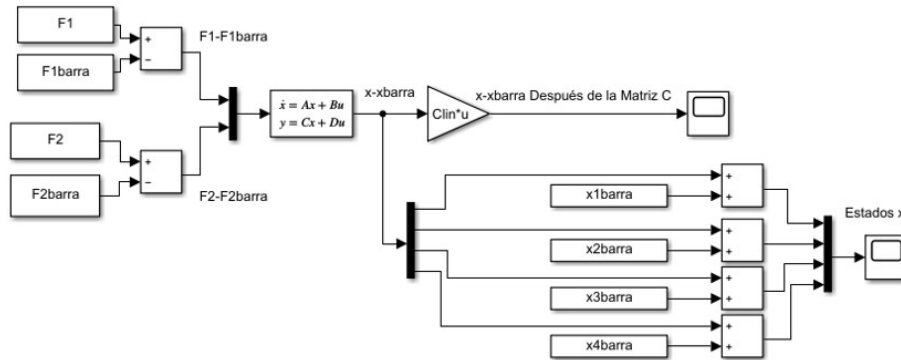 F1
F1barra
F1-F1barra
F2
F2barra
F2-F2barra
ẋ = Ax + Bu
y = Cx + Du
x-xbarra
Clin*u
x-xbarra Después de la Matriz C
x1barra
x2barra
x3barra
x4barra
Estados x